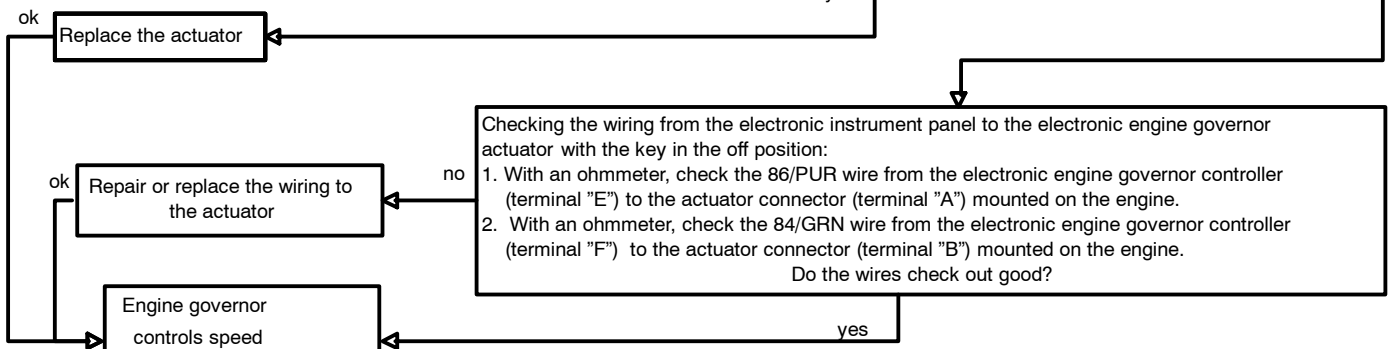 ok
Replace the actuator
Checking the wiring from the electronic instrument panel to the electronic engine governor
actuator with the key in the off position:
1. With an ohmmeter, check the 86/PUR wire from the electronic engine governor controller
(terminal ”E”) to the actuator connector (terminal ”A”) mounted on the engine.
2. With an ohmmeter, check the 84/GRN wire from the electronic engine governor controller
(terminal ”F”) to the actuator connector (terminal ”B”) mounted on the engine.
Do the wires check out good?
no
ok
Repair or replace the wiring to
the actuator
Engine governor
controls speed
yes